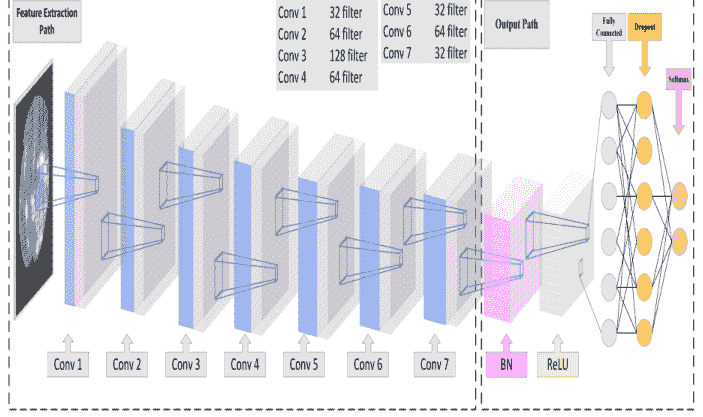 Feature Extraction
Path
Conv 1 32 filter
Conv 2 64 filter
Conv 3 128 filter
Conv 4 64 filter
Conv 5 32 filter
Conv 6 64 filter
Conv 7 32 filter
Output Path
Fully
Connected
Dropout
Softmax
Conv 1
Conv 2
Conv 3
Conv 4
Conv 5
Conv 6
Conv 7
BN
ReLU